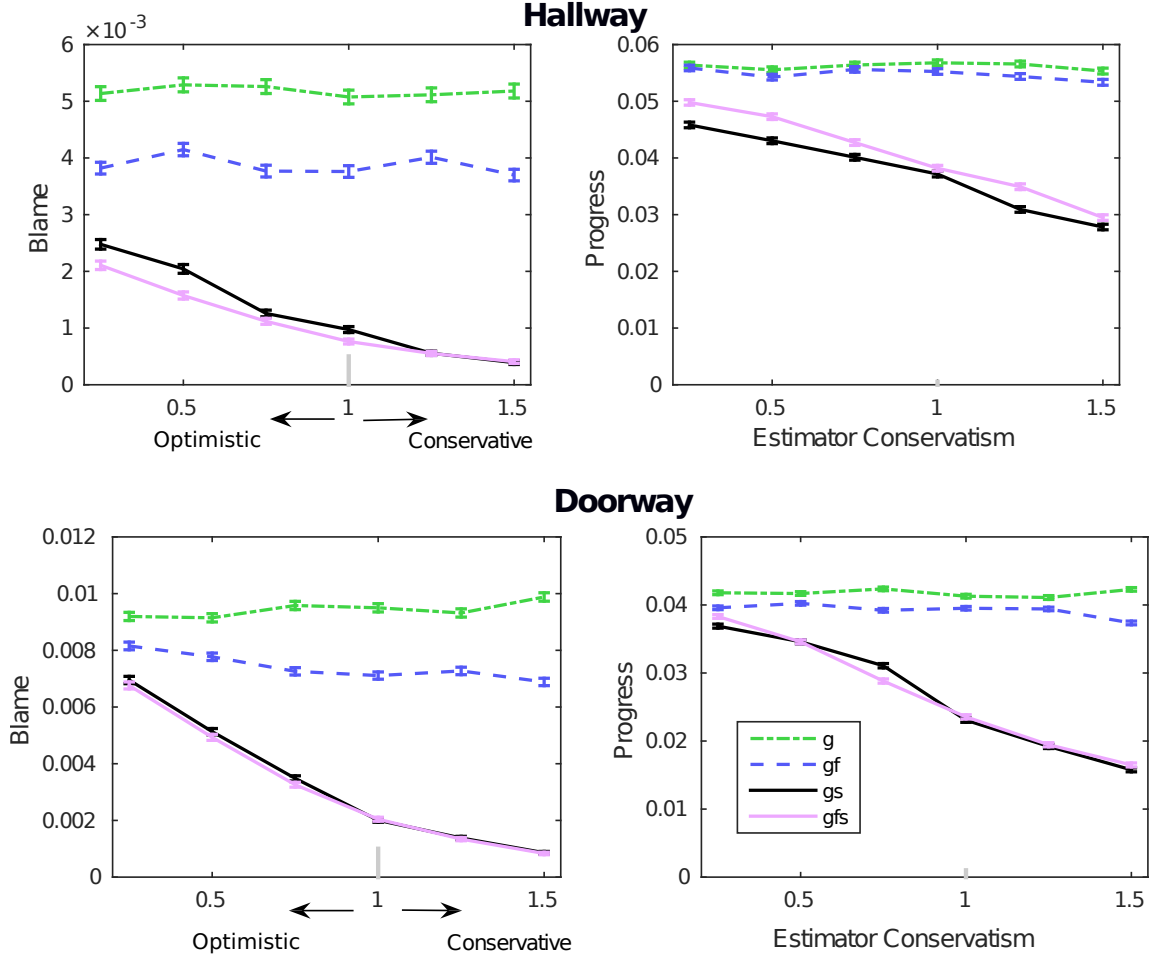 Hallway
×10⁻³
6
5
4
3
2
1
0
Blame
0.5 1 1.5
Optimistic Conservative
0.06
0.05
0.04
0.03
0.02
0.01
0
Progress
0.5 1 1.5
Estimator Conservatism
Doorway
0.012
0.01
0.008
0.006
0.004
0.002
0
Blame
0.5 1 1.5
Optimistic Conservative
0.05
0.04
0.03
0.02
0.01
0
Progress
g
gf
gs
gfs
0.5 1 1.5
Estimator Conservatism